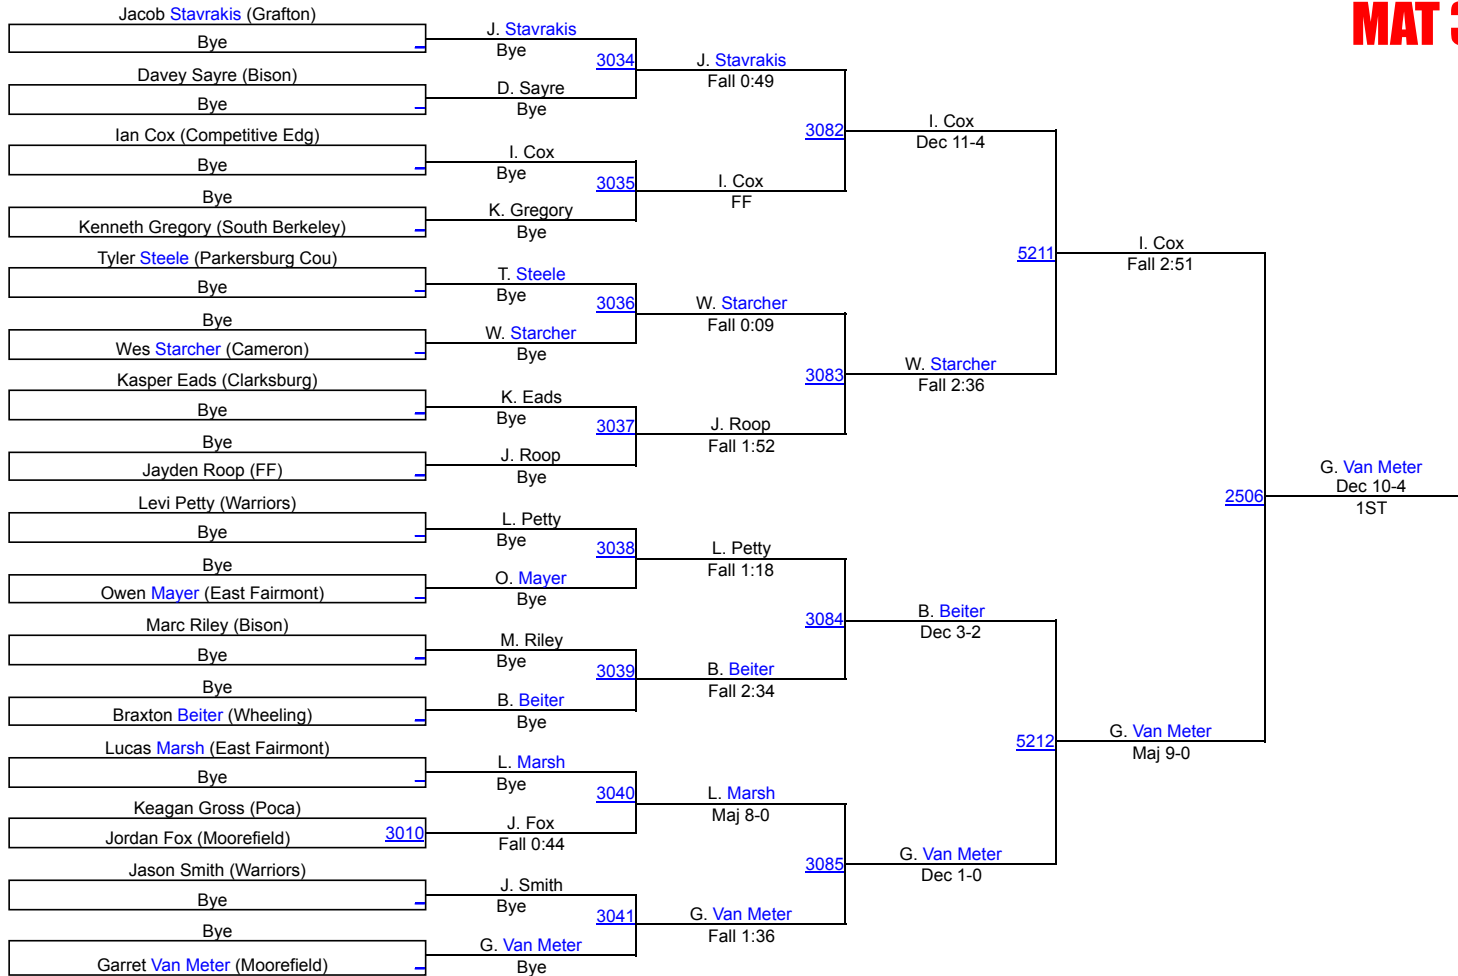 MAT 3
Jacob Stavrakis (Grafton)
Bye
Davey Sayre (Bison)
Bye
Ian Cox (Competitive Edg)
Bye
Bye
Kenneth Gregory (South Berkeley)
Tyler Steele (Parkersburg Cou)
Bye
Bye
Wes Starcher (Cameron)
Kasper Eads (Clarksburg)
Bye
Bye
Jayden Roop (FF)
Levi Petty (Warriors)
Bye
Bye
Owen Mayer (East Fairmont)
Marc Riley (Bison)
Bye
Bye
Braxton Beiter (Wheeling)
Lucas Marsh (East Fairmont)
Bye
Keagan Gross (Poca)
Jordan Fox (Moorefield)
3010
Jason Smith (Warriors)
Bye
Bye
Garret Van Meter (Moorefield)
J. Stavrakis
Bye
3034
D. Sayre
Bye
I. Cox
Bye
3035
K. Gregory
Bye
T. Steele
Bye
3036
W. Starcher
Bye
K. Eads
Bye
3037
J. Roop
Bye
L. Petty
Bye
3038
O. Mayer
Bye
M. Riley
Bye
3039
B. Beiter
Bye
L. Marsh
Bye
3040
J. Fox
Fall 0:44
J. Smith
Bye
3041
G. Van Meter
Bye
J. Stavrakis
Fall 0:49
3082
I. Cox
FF
W. Starcher
Fall 0:09
3083
J. Roop
Fall 1:52
L. Petty
Fall 1:18
3084
B. Beiter
Fall 2:34
L. Marsh
Maj 8-0
3085
G. Van Meter
Fall 1:36
I. Cox
Dec 11-4
5211
W. Starcher
Fall 2:36
B. Beiter
Dec 3-2
5212
G. Van Meter
Dec 1-0
I. Cox
Fall 2:51
2506
G. Van Meter
Maj 9-0
G. Van Meter
Dec 10-4
1ST